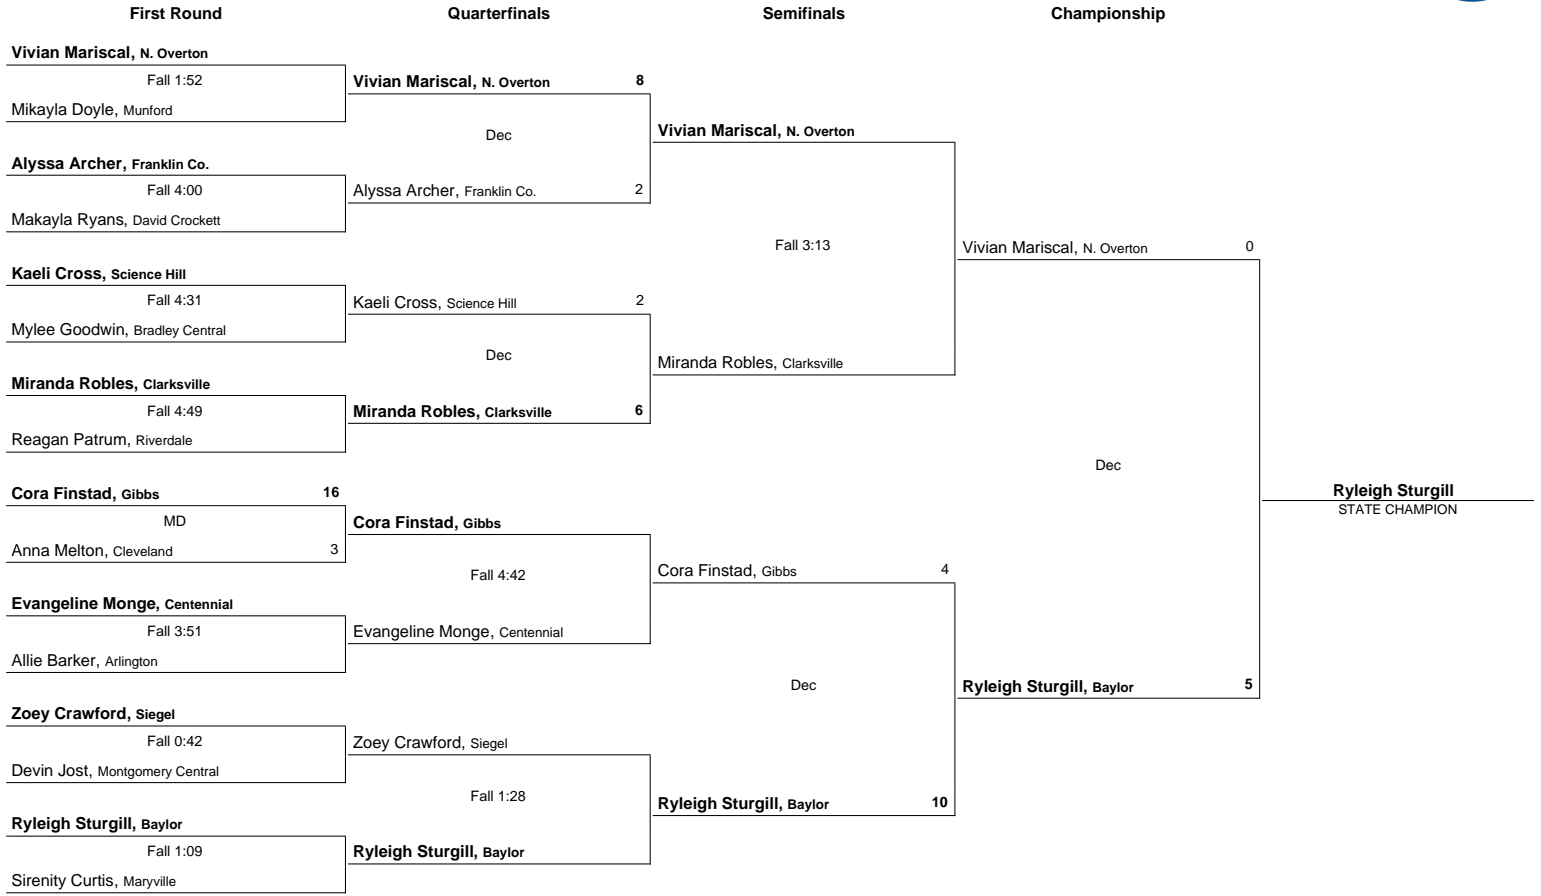 First Round
Quarterfinals
Semifinals
Championship
Vivian Mariscal, N. Overton
Fall 1:52
Mikayla Doyle, Munford
Alyssa Archer, Franklin Co.
Fall 4:00
Makayla Ryans, David Crockett
Kaeli Cross, Science Hill
Fall 4:31
Mylee Goodwin, Bradley Central
Miranda Robles, Clarksville
Fall 4:49
Reagan Patrum, Riverdale
Cora Finstad, Gibbs 16
MD
Anna Melton, Cleveland 3
Evangeline Monge, Centennial
Fall 3:51
Allie Barker, Arlington
Zoey Crawford, Siegel
Fall 0:42
Devin Jost, Montgomery Central
Ryleigh Sturgill, Baylor
Fall 1:09
Sirenity Curtis, Maryville
Vivian Mariscal, N. Overton 8
Dec
Alyssa Archer, Franklin Co. 2
Kaeli Cross, Science Hill 2
Dec
Miranda Robles, Clarksville 6
Cora Finstad, Gibbs
Fall 4:42
Evangeline Monge, Centennial
Zoey Crawford, Siegel
Fall 1:28
Ryleigh Sturgill, Baylor
Vivian Mariscal, N. Overton
Fall 3:13
Miranda Robles, Clarksville
Cora Finstad, Gibbs 4
Dec
Ryleigh Sturgill, Baylor 10
Vivian Mariscal, N. Overton 0
Dec
Ryleigh Sturgill, Baylor 5
Ryleigh Sturgill
STATE CHAMPION